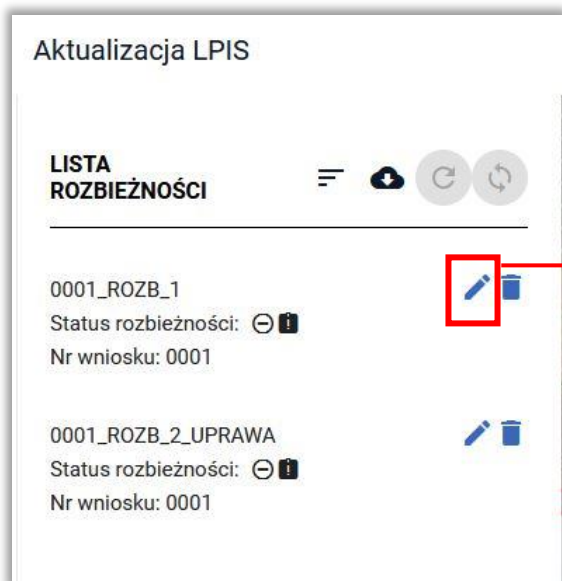 Aktualizacja LPIS
LISTA
ROZBIEŻNOŚCI
0001_ROZB_1
Status rozbieżności:
Nr wniosku: 0001
0001_ROZB_2_UPRAWA
Status rozbieżności:
Nr wniosku: 0001